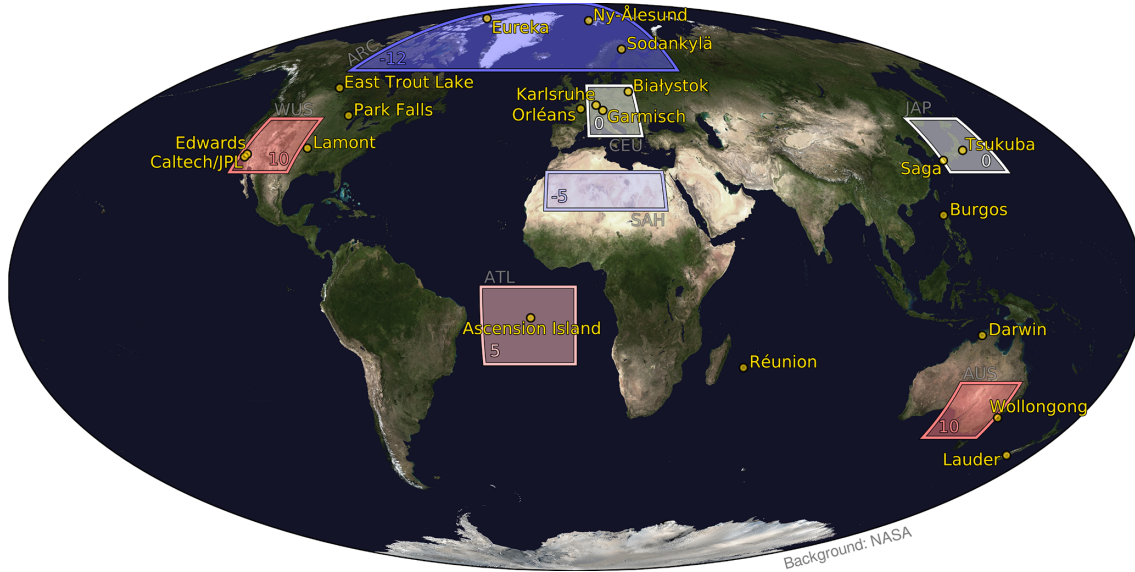 Ny-Ålesund
Eureka
Sodankylä
ARC
-12
East Trout Lake
Białystok
Karlsruhe
Park Falls
WUS
JAP
Orléans
Garmisch
0
Edwards
Lamont
CEU
Tsukuba
Caltech/JPL
10
0
Saga
-5
SAH
Burgos
ATL
Ascension Island
Darwin
5
Réunion
AUS
Wollongong
10
Lauder
Background: NASA